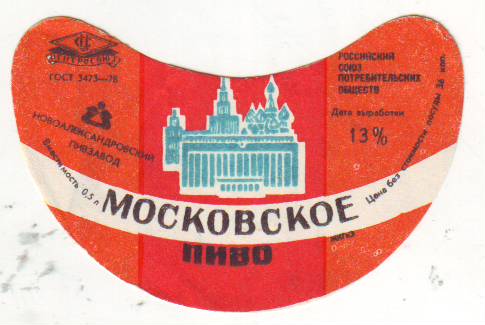 ЦЕНТРОСОЮЗ
ГОСТ 3473—78
НОВОАЛЕКСАНДРОВСКИЙ
ПИВЗАВОД
Вместимость 0,5 л
МОСКОВСКОЕ
ПИВО
РОССИЙСКИЙ
СОЮЗ
ПОТРЕБИТЕЛЬСКИХ
ОБЩЕСТВ
Дата выработки
13%
Цена без стоимости посуды 36 коп.